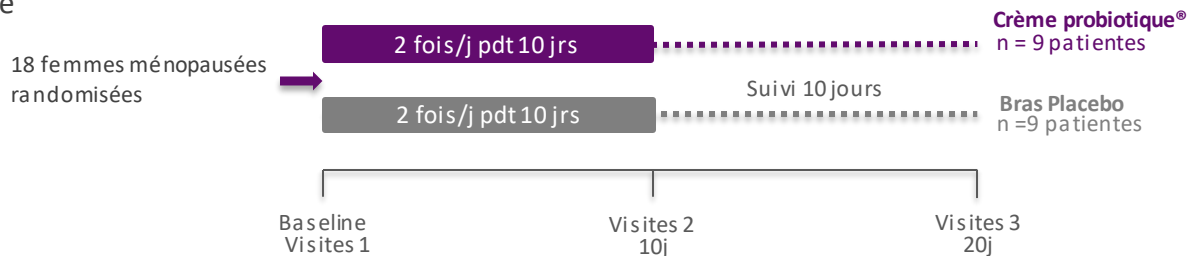 e
18 femmes ménopausées
randomisées
2 fois/j pdt 10 jrs
2 fois/j pdt 10 jrs
Suivi 10 jours
Crème probiotique®
n = 9 patientes
Bras Placebo
n =9 patientes
Baseline
Visites 1
Visites 2
10j
Visites 3
20j